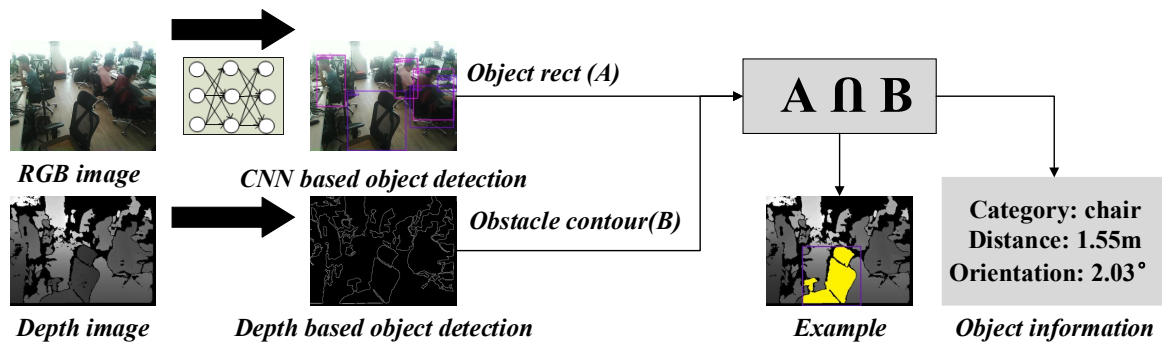 Object rect (A)
A ∩ B
RGB image
CNN based object detection
Obstacle contour(B)
Category: chair
Distance: 1.55m
Orientation: 2.03°
Depth image
Depth based object detection
Example
Object information